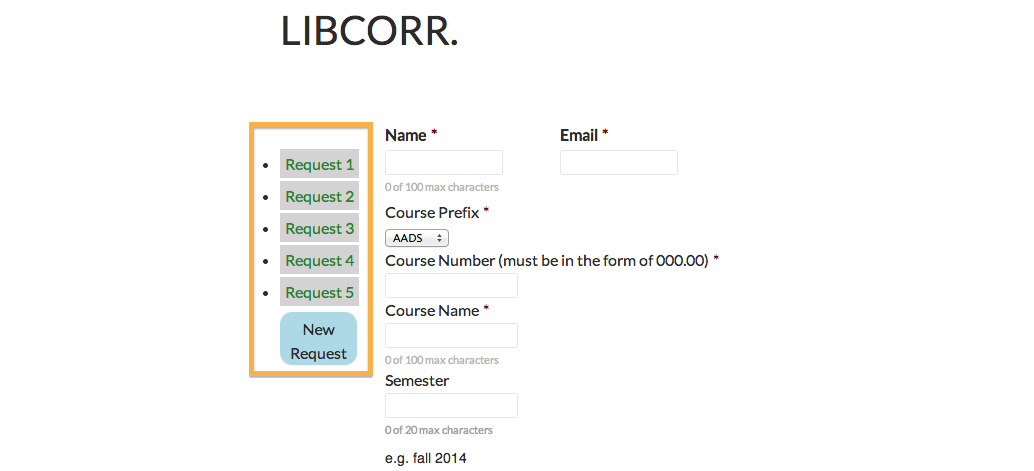 LIBCORR.
Request 1
Request 2
Request 3
Request 4
Request 5
New
Request
Name * Email *
0 of 100 max characters
Course Prefix *
AADS
Course Number (must be in the form of 000.00) *
Course Name *
0 of 100 max characters
Semester
0 of 20 max characters
e.g. fall 2014